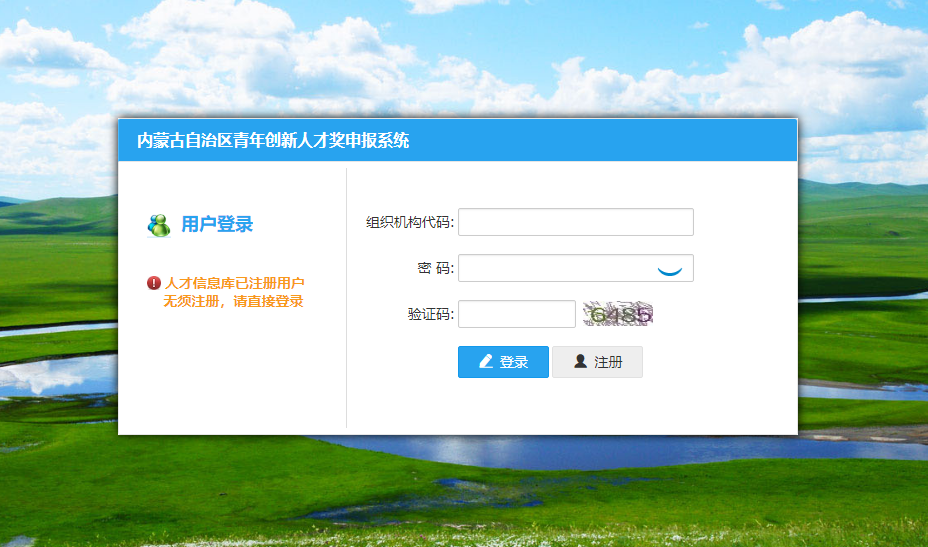 内蒙古自治区青年创新人才奖申报系统
用户登录
人才信息库已注册用户
无须注册，请直接登录
组织机构代码:
密 码:
验证码:
6485
登录
注册